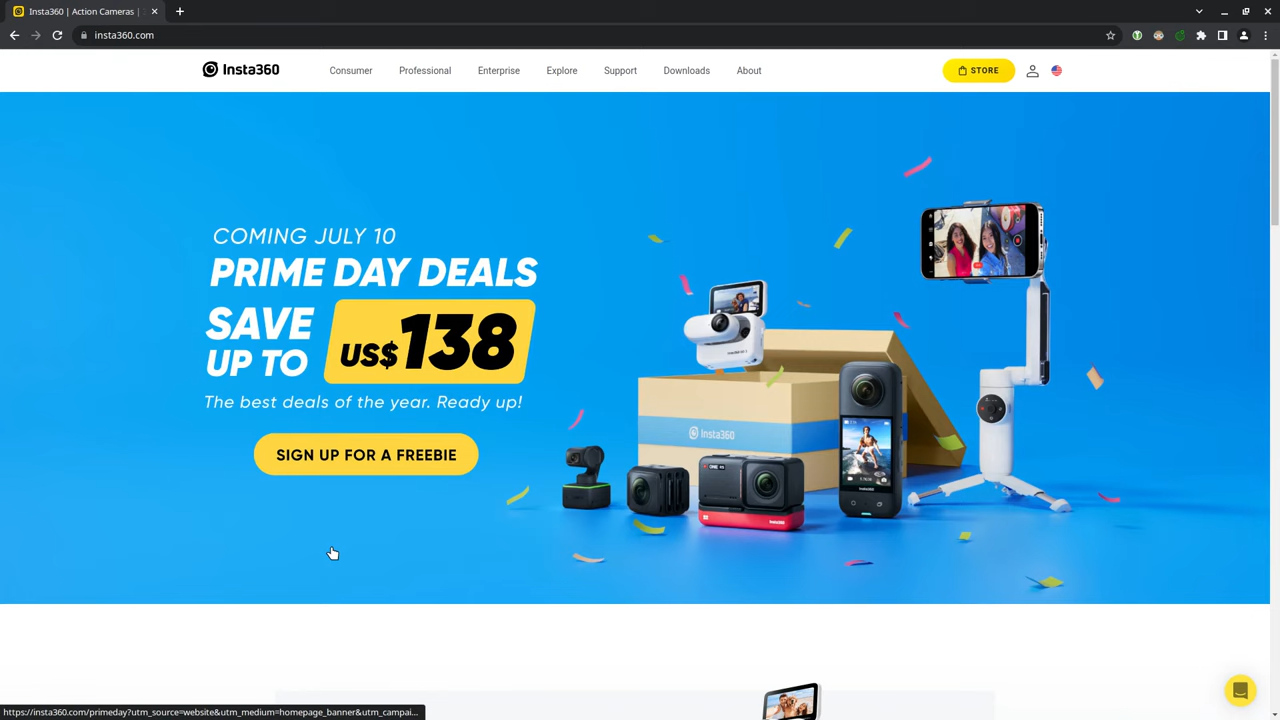 Insta360 | Action Cameras |
insta360.com
Insta360
Consumer
Professional
Enterprise
Explore
Support
Downloads
About
STORE
COMING JULY 10
PRIME DAY DEALS
SAVE
UP TO
US$138
The best deals of the year. Ready up!
SIGN UP FOR A FREEBIE
Insta360
https://insta360.com/primeday?utm_source=website&utm_medium=homepage_banner&utm_campai...